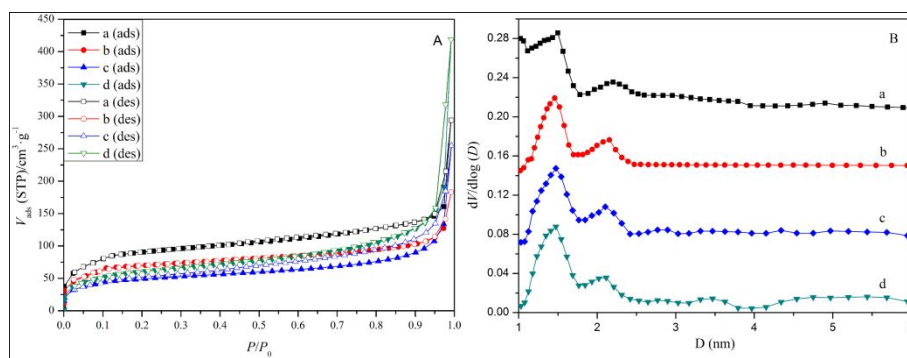 A
450
400
350
300
250
200
150
100
50
0
V_ads (STP)/cm³·g⁻¹
a (ads)
b (ads)
c (ads)
d (ads)
a (des)
b (des)
c (des)
d (des)
0.0 0.1 0.2 0.3 0.4 0.5 0.6 0.7 0.8 0.9 1.0
P/P₀
B
0.28
0.24
0.20
0.16
0.12
0.08
0.04
0.00
dV/dlog (D)
a
b
c
d
1 2 3 4 5
D (nm)